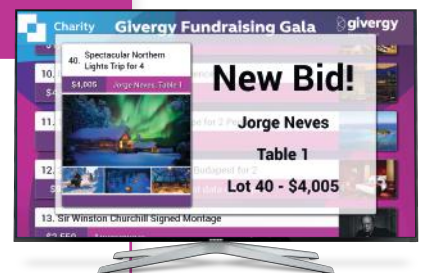 Charity Givergy Fundraising Gala givergy
40. Spectacular Northern
Lights Trip for 4
$4,005 Jorge Neves, Table 1
New Bid!
Jorge Neves
Table 1
Lot 40 - $4,005
10.
11.
for 2
12. Budapest for 2
13. Sir Winston Churchill Signed Montage
$2,550